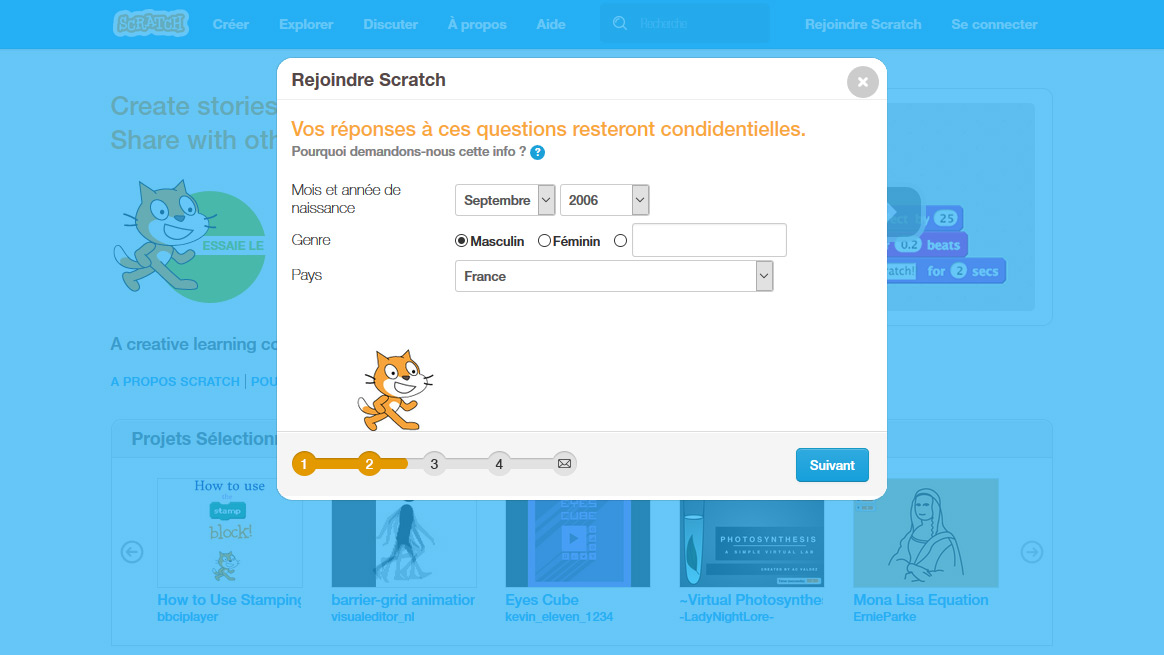 SCRATCH Créer Explorer Discuter À propos Aide Recherche Rejoindre Scratch Se connecter
Rejoindre Scratch
Create stories
Share with oth
ESSAIE LE
A creative learning co
A PROPOS SCRATCH | POU
Vos réponses à ces questions resteront condidentielles.
Pourquoi demandons-nous cette info ? ?
Mois et année de
naissance
Septembre 2006
Genre
Masculin Féminin
Pays
France
by 25
0.2 beats
for 2 secs
1 2 3 4
Suivant
Projets Sélection
How to use
the
stamp
block!
EYES
CUBE
PHOTOSYNTHESIS
A SIMPLE VIRTUAL LAB
How to Use Stamping
bbciplayer
barrier-grid animation
visualeditor_nl
Eyes Cube
kevin_eleven_1234
~Virtual Photosynthes
-LadyNightLore-
Mona Lisa Equation
ErnieParke